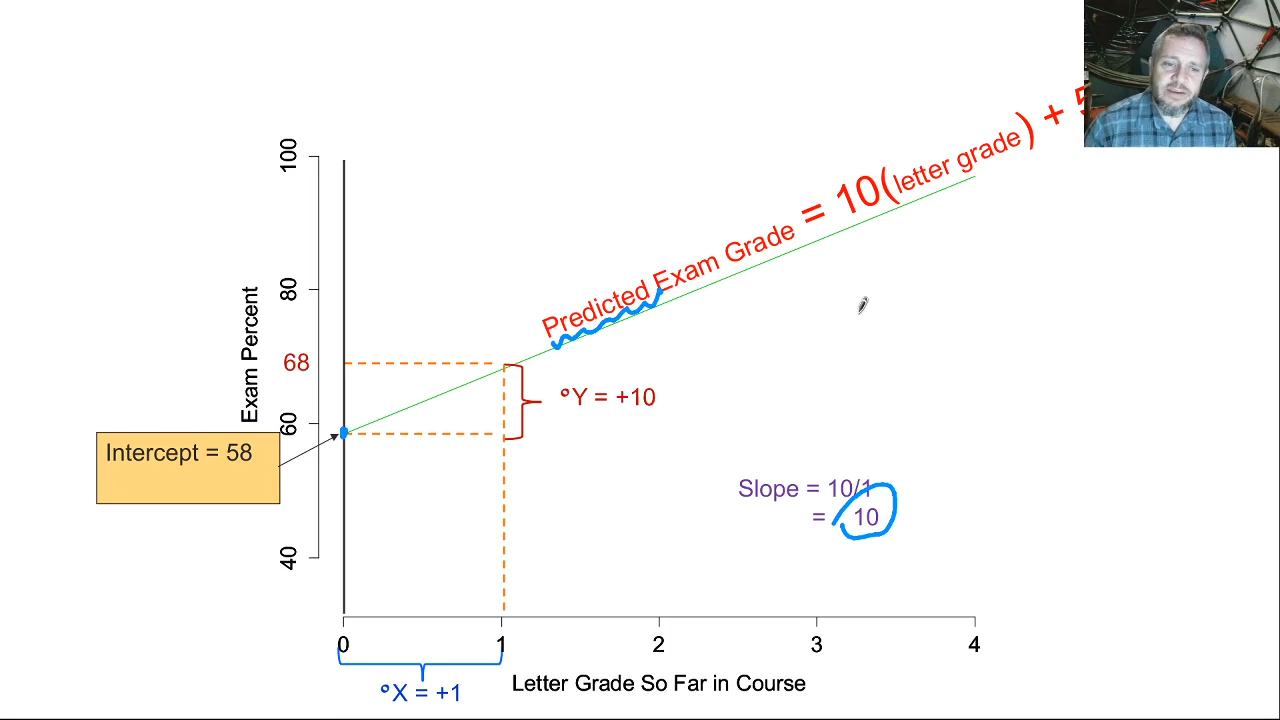 Predicted Exam Grade = 10(letter grade) + 5
100
80
68
60
40
Exam Percent
°Y = +10
Intercept = 58
Slope = 10/1
= 10
0 1 2 3 4
°X = +1
Letter Grade So Far in Course